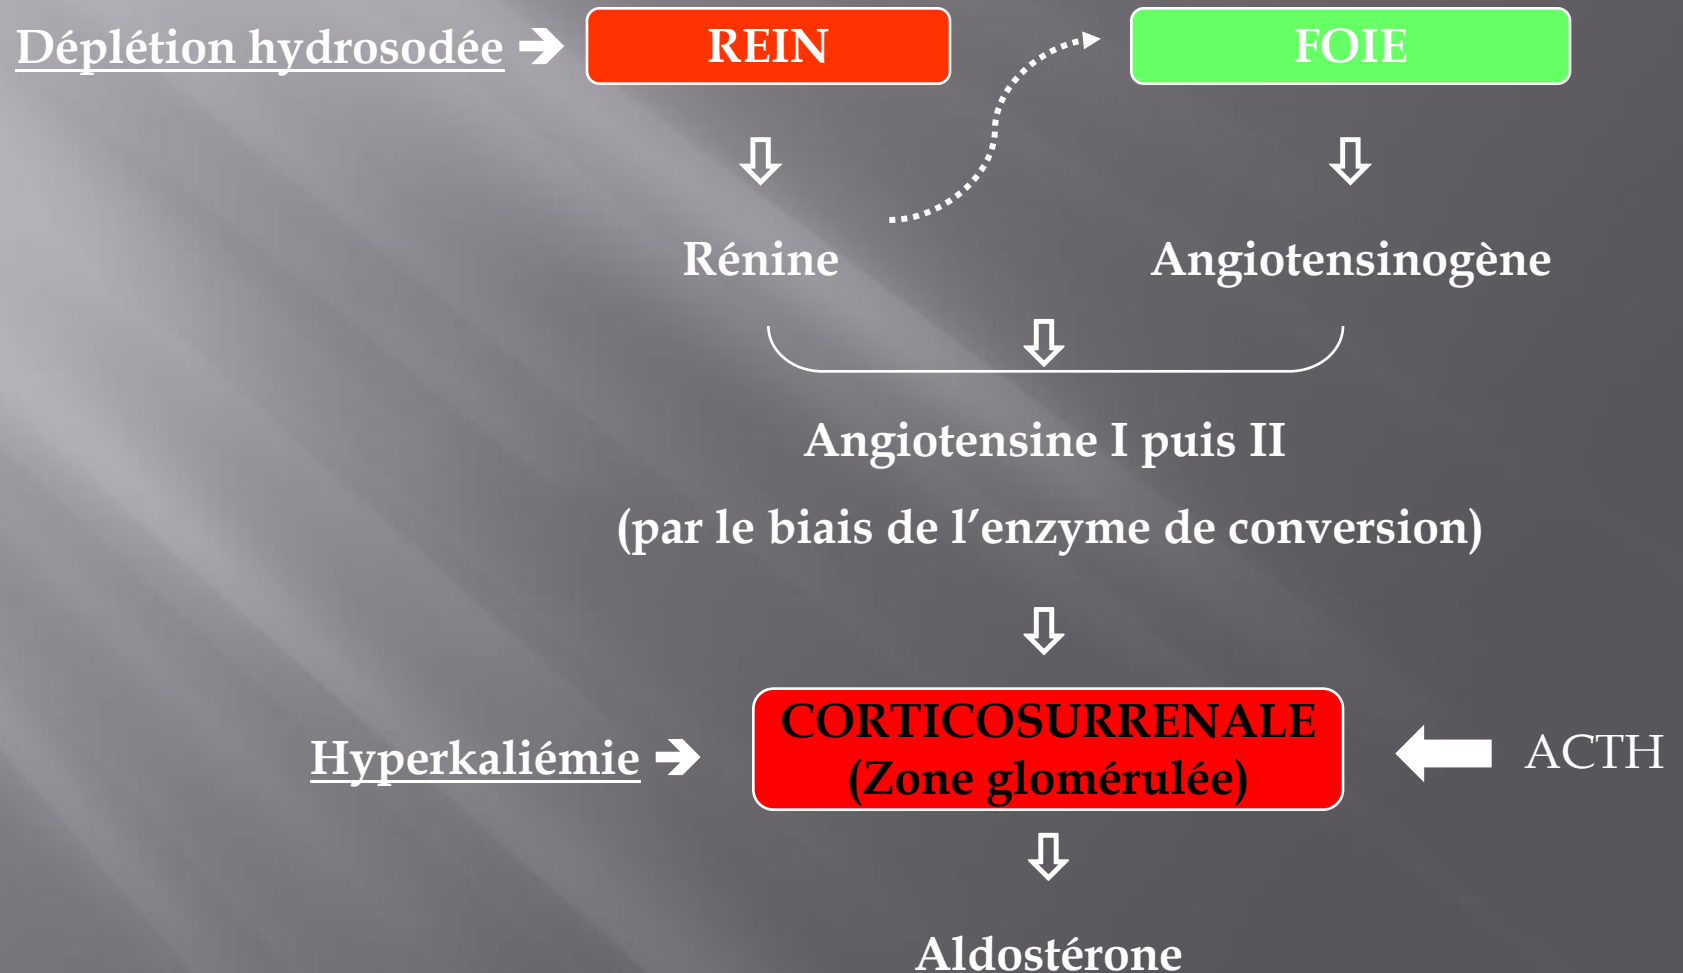 Déplétion hydrosodée ➔
REIN
FOIE
Rénine
Angiotensinogène
Angiotensine I puis II
(par le biais de l’enzyme de conversion)
Hyperkaliémie ➔
CORTICOSURRENALE
(Zone glomérulée)
ACTH
Aldostérone